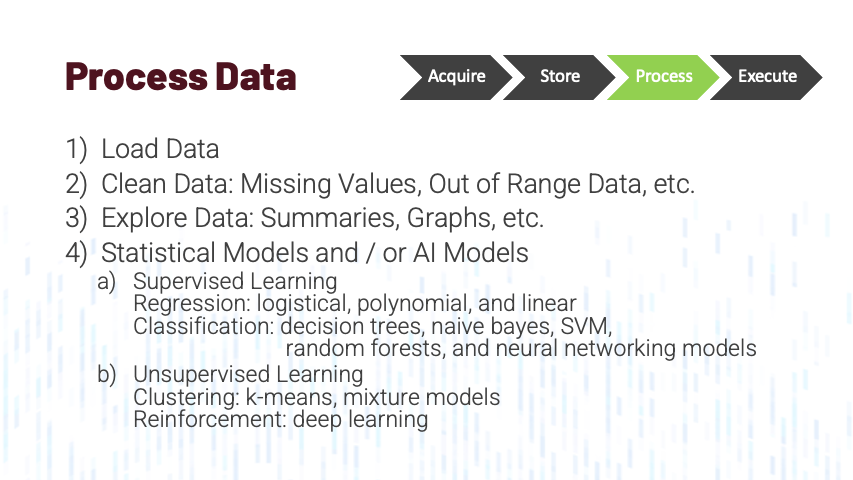 Process Data
Acquire
Store
Process
Execute
1) Load Data
2) Clean Data: Missing Values, Out of Range Data, etc.
3) Explore Data: Summaries, Graphs, etc.
4) Statistical Models and / or AI Models
a) Supervised Learning
Regression: logistical, polynomial, and linear
Classification: decision trees, naive bayes, SVM,
random forests, and neural networking models
b) Unsupervised Learning
Clustering: k-means, mixture models
Reinforcement: deep learning